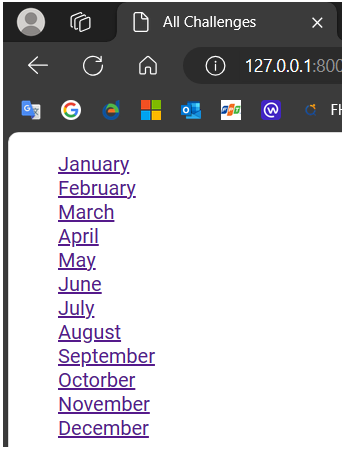 All Challenges
127.0.0.1:800
FPT
January
February
March
April
May
June
July
August
September
Octorber
November
December